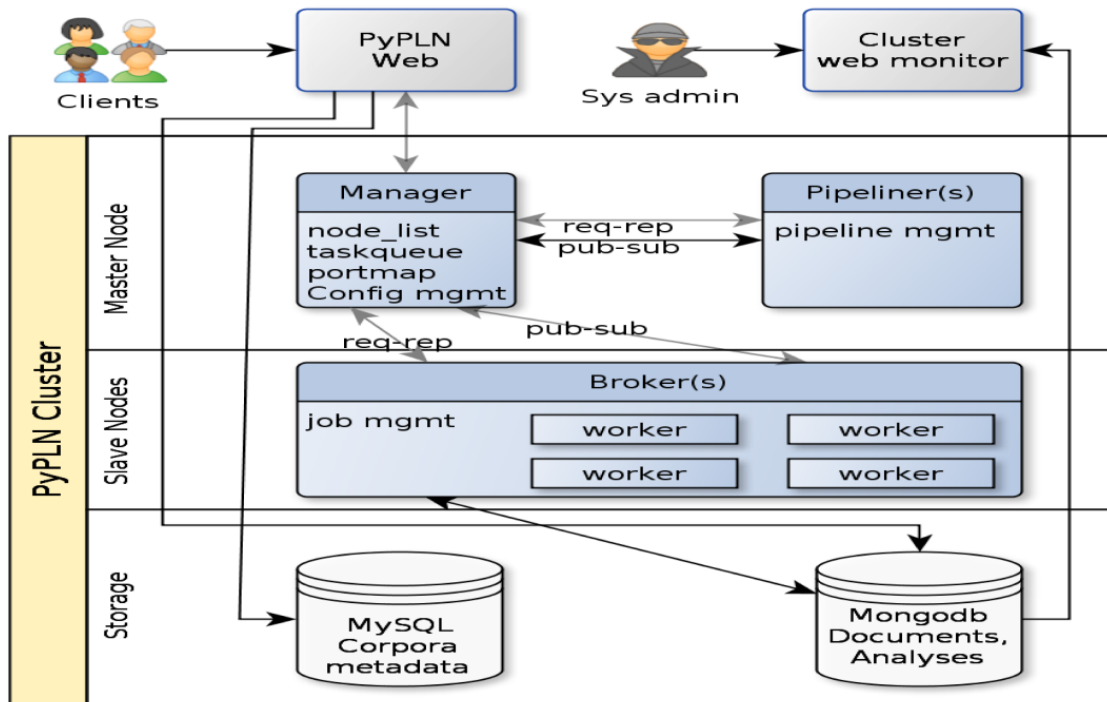 PyPLN
Web
Cluster
web monitor
Clients
Sys admin
PyPLN Cluster
Master Node
Manager
node_list
taskqueue
portmap
Config mgmt
req-rep
pub-sub
Pipeliner(s)
pipeline mgmt
req-rep
pub-sub
Slave Nodes
Broker(s)
job mgmt
worker
worker
worker
worker
Storage
MySQL
Corpora
metadata
Mongodb
Documents,
Analyses